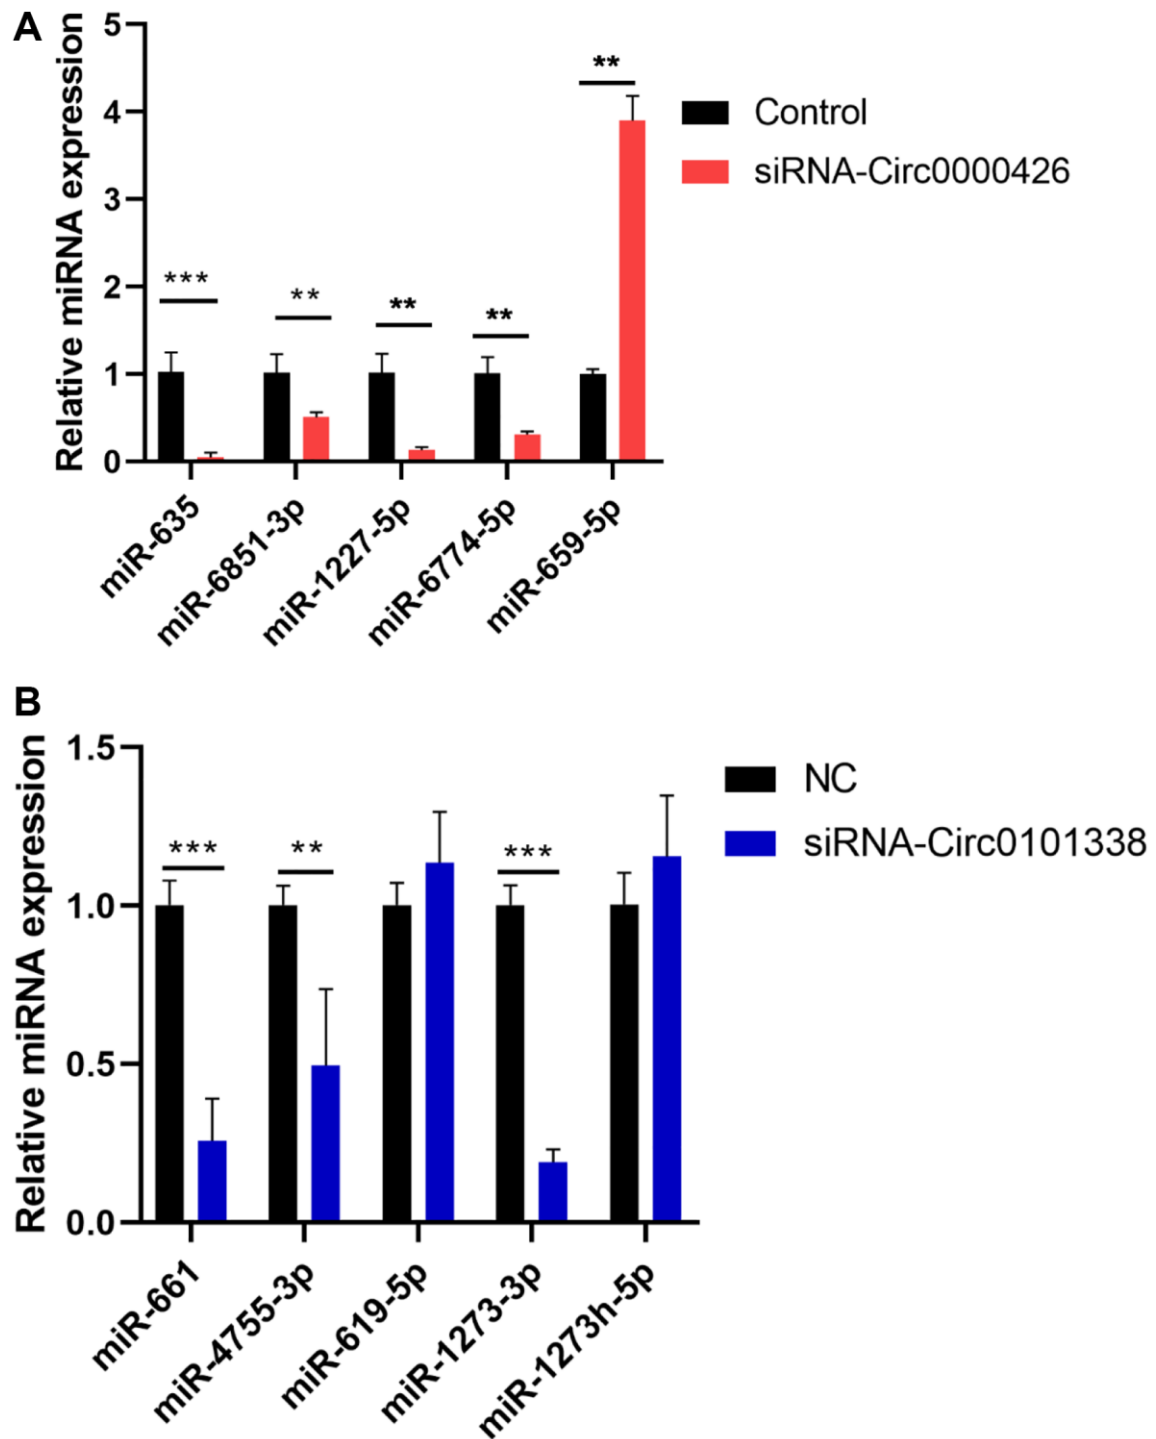 A
Relative miRNA expression
5
4
3
2
1
0
***
**
**
**
**
Control
siRNA-Circ0000426
miR-635
miR-6851-3p
miR-1227-5p
miR-6774-5p
miR-659-5p
B
Relative miRNA expression
1.5
1.0
0.5
0.0
***
**
***
NC
siRNA-Circ0101338
miR-661
miR-4755-3p
miR-619-5p
miR-1273-3p
miR-1273h-5p